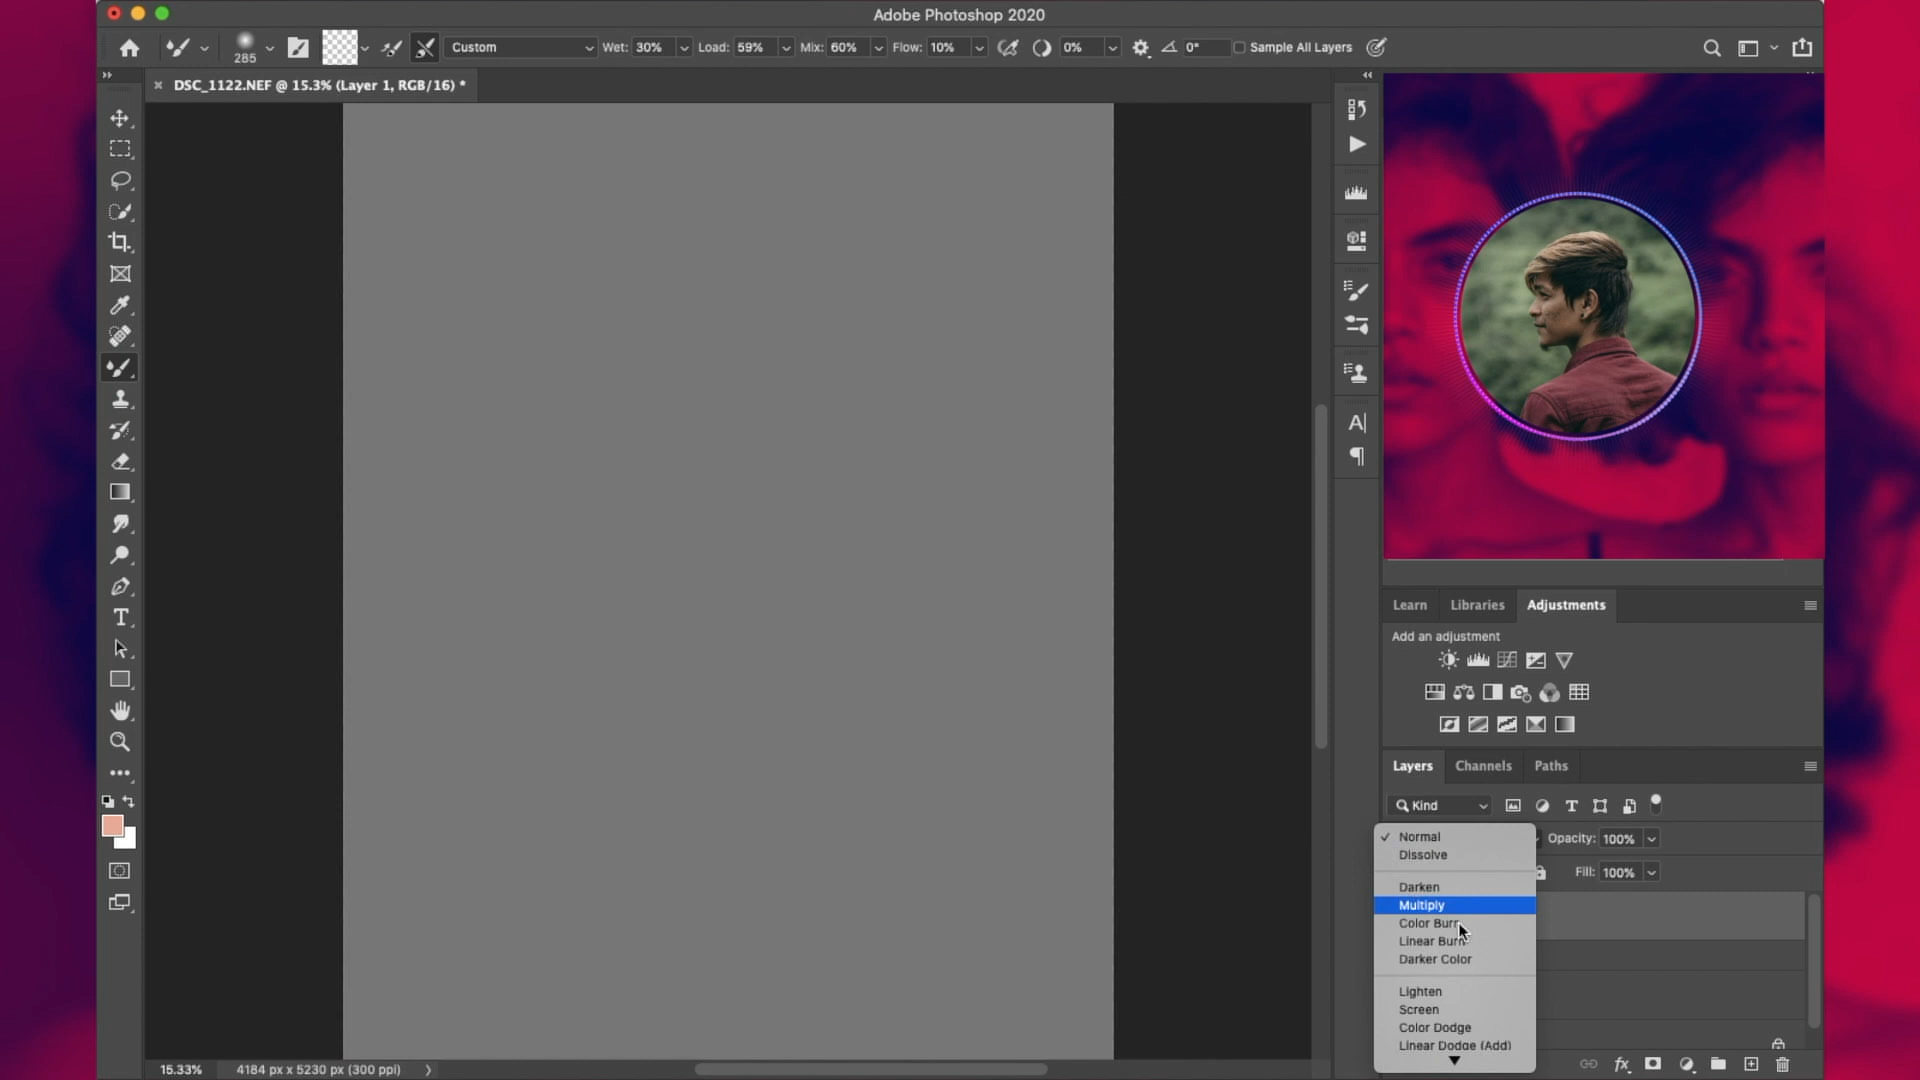 Adobe Photoshop 2020
285
Custom
Wet: 30%
Load: 59%
Mix: 60%
Flow: 10%
0%
0°
Sample All Layers
DSC_1122.NEF @ 15.3% (Layer 1, RGB/16) *
Learn
Libraries
Adjustments
Add an adjustment
Layers
Channels
Paths
Kind
Normal
Opacity: 100%
Dissolve
Fill: 100%
Darken
Multiply
Color Burn
Linear Burn
Darker Color
Lighten
Screen
Color Dodge
Linear Dodge (Add)
15.33%
4184 px x 5230 px (300 ppi)